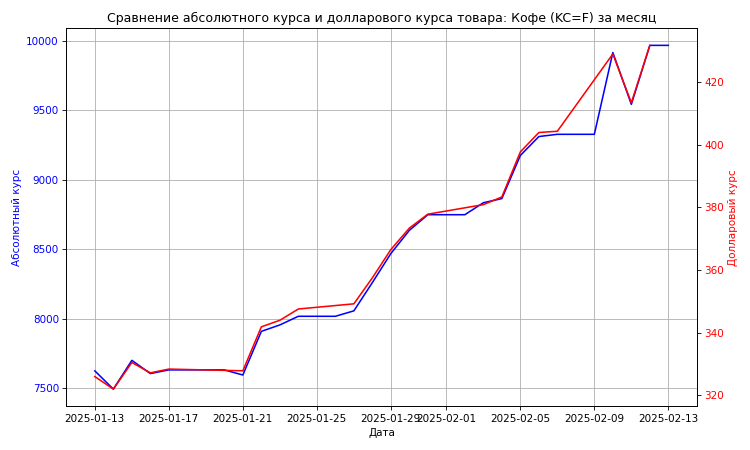 Сравнение абсолютного курса и долларового курса товара: Кофе (KC=F) за месяц
10000
9500
9000
8500
8000
7500
Абсолютный курс
420
400
380
360
340
320
Долларовый курс
2025-01-13 2025-01-17 2025-01-21 2025-01-25 2025-01-29 2025-02-01 2025-02-05 2025-02-09 2025-02-13
Дата